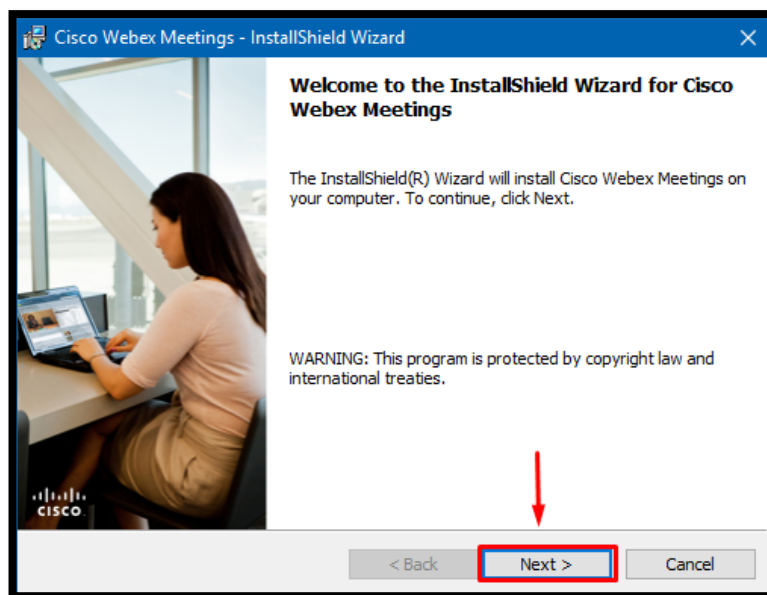 Cisco Webex Meetings - InstallShield Wizard
Welcome to the InstallShield Wizard for Cisco
Webex Meetings
The InstallShield(R) Wizard will install Cisco Webex Meetings on
your computer. To continue, click Next.
WARNING: This program is protected by copyright law and
international treaties.
CISCO
< Back
Next >
Cancel